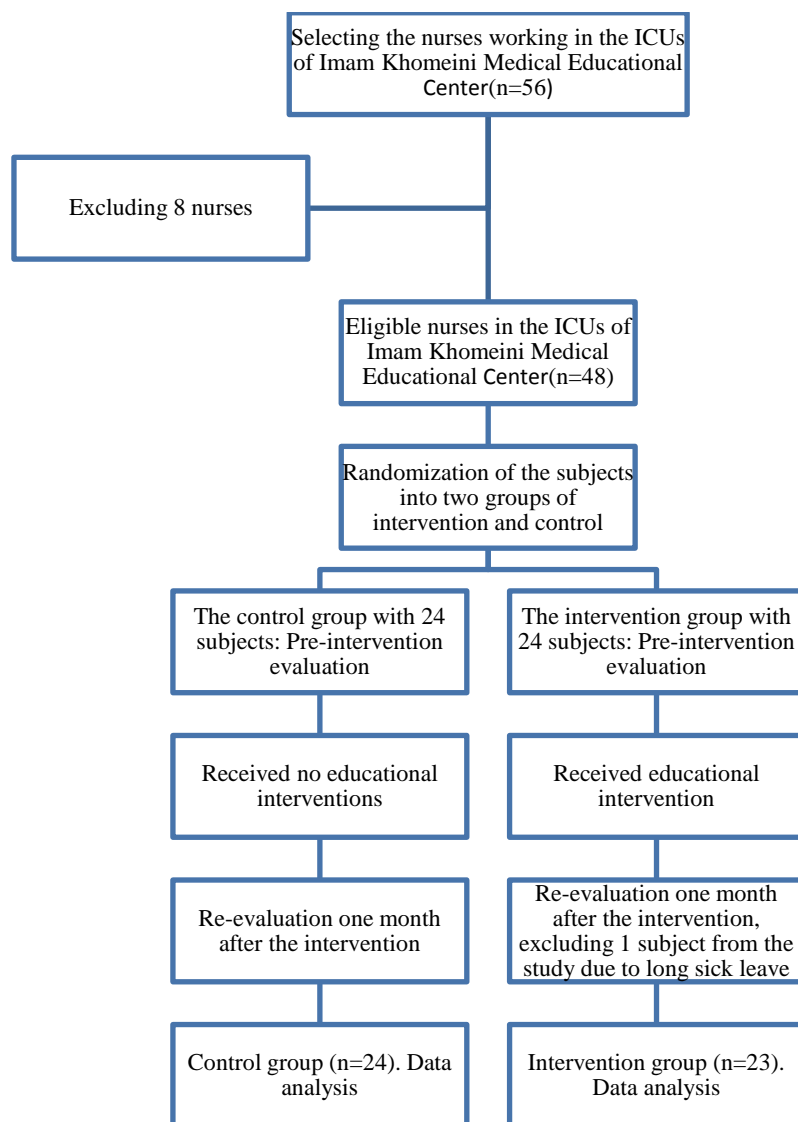 Selecting the nurses working in the ICUs
of Imam Khomeini Medical Educational
Center(n=56)
Excluding 8 nurses
Eligible nurses in the ICUs of
Imam Khomeini Medical
Educational Center(n=48)
Randomization of the subjects
into two groups of
intervention and control
The control group with 24
subjects: Pre-intervention
evaluation
The intervention group with
24 subjects: Pre-intervention
evaluation
Received no educational
interventions
Received educational
intervention
Re-evaluation one month
after the intervention
Re-evaluation one month
after the intervention,
excluding 1 subject from the
study due to long sick leave
Control group (n=24). Data
analysis
Intervention group (n=23).
Data analysis